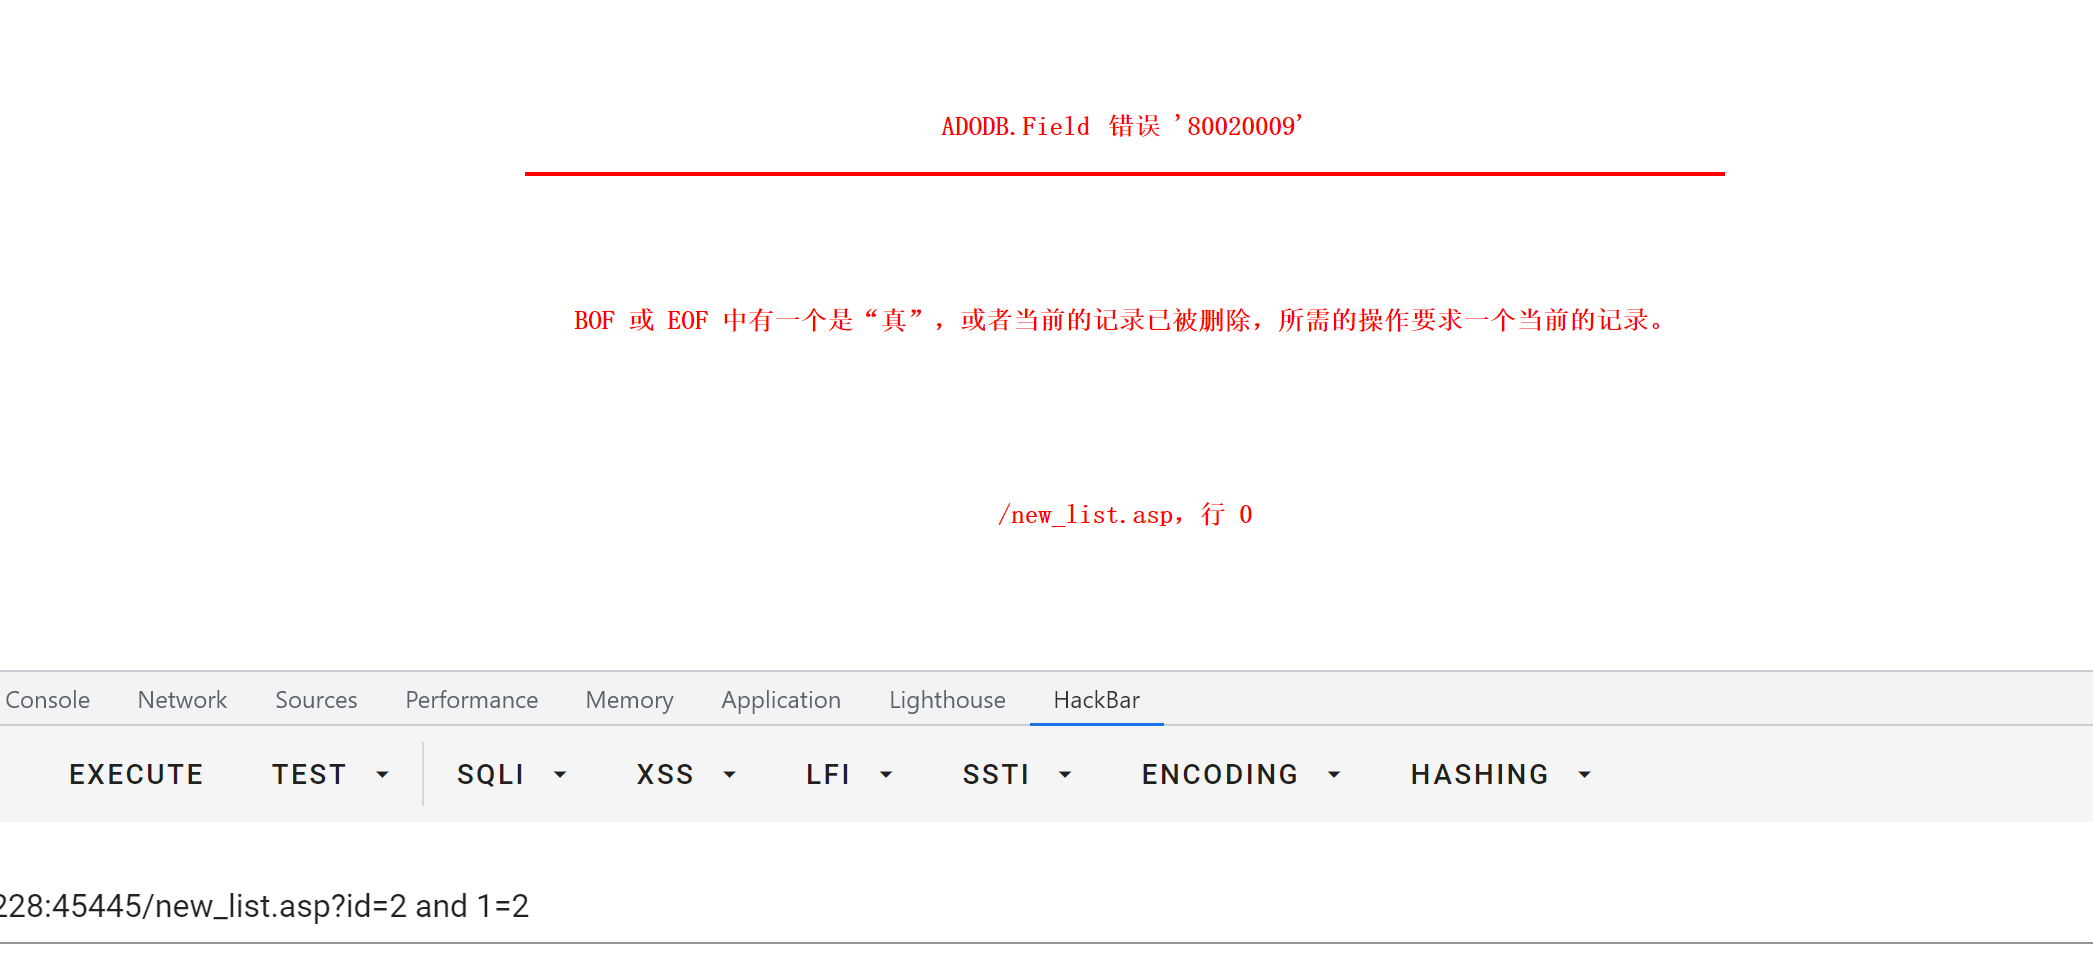 ADODB.Field 错误 '80020009'
BOF 或 EOF 中有一个是“真”，或者当前的记录已被删除，所需的操作要求一个当前的记录。
/new_list.asp，行 0
Console Network Sources Performance Memory Application Lighthouse HackBar
EXECUTE TEST SQLI XSS LFI SSTI ENCODING HASHING
228:45445/new_list.asp?id=2 and 1=2